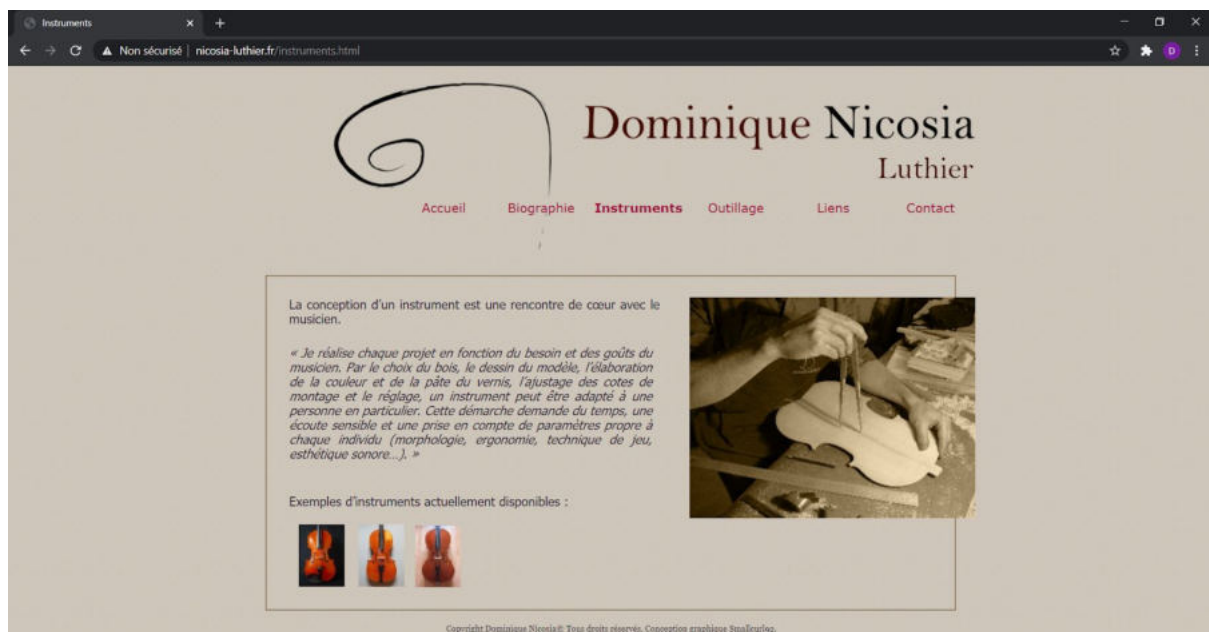 Instruments
Non sécurisé | nicosia-luthier.fr/instruments.html
D
Dominique Nicosia
Luthier
Accueil Biographie Instruments Outillage Liens Contact
La conception d'un instrument est une rencontre de cœur avec le
musicien.
« Je réalise chaque projet en fonction du besoin et des goûts du
musicien. Par le choix du bois, le dessin du modèle, l'élaboration
de la couleur et de la pâte du vernis, l'ajustage des cotes de
montage et le réglage, un instrument peut être adapté à une
personne en particulier. Cette démarche demande du temps, une
écoute sensible et une prise en compte de paramètres propre à
chaque individu (morphologie, ergonomie, technique de jeu,
esthétique sonore...). »
Exemples d'instruments actuellement disponibles :
Copyright Dominique Nicosia®. Tous droits réservés. Conception graphique